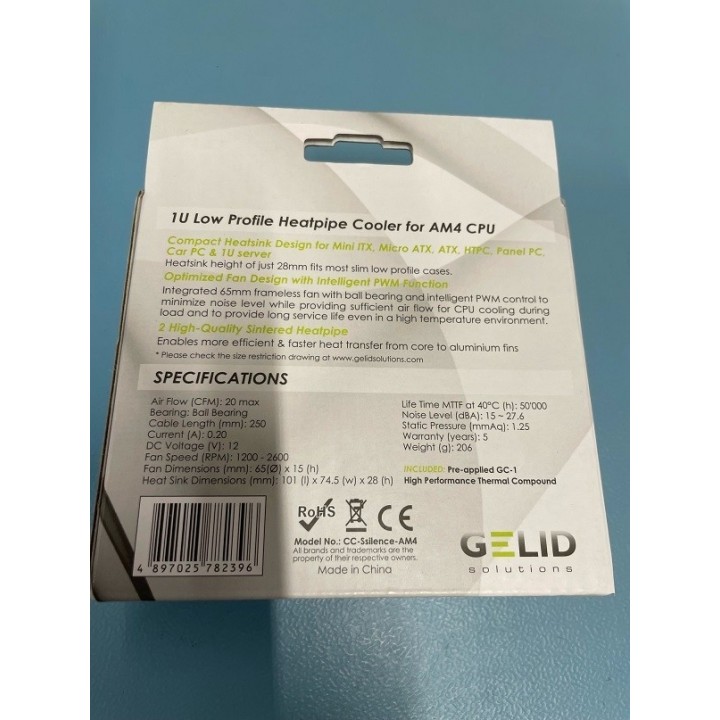 1U Low Profile Heatpipe Cooler for AM4 CPU
Compact Heatsink Design for Mini ITX, Micro ATX, ATX, HTPC, Panel PC,
Car PC & 1U server
Heatsink height of just 28mm fits most slim low profile cases.
Optimized Fan Design with Intelligent PWM Function
Integrated 65mm frameless fan with ball bearing and intelligent PWM control to
minimize noise level while providing sufficient air flow for CPU cooling during
load and to provide long service life even in a high temperature environment.
2 High-Quality Sintered Heatpipe
Enables more efficient & faster heat transfer from core to aluminium fins
* Please check the size restriction drawing at www.gelidsolutions.com
SPECIFICATIONS
Air Flow (CFM): 20 max
Bearing: Ball Bearing
Cable Length (mm): 250
Current (A): 0.20
DC Voltage (V): 12
Fan Speed (RPM): 1200 - 2600
Fan Dimensions (mm): 65(Ø) x 15 (h)
Heat Sink Dimensions (mm): 101 (l) x 74.5 (w) x 28 (h)
Life Time MTTF at 40°C (h): 50'000
Noise Level (dBA): 15 ~ 27.6
Static Pressure (mmAq): 1.25
Warranty (years): 5
Weight (g): 206
INCLUDED: Pre-applied GC-1
High Performance Thermal Compound
RoHS
CE
Model No.: CC-Ssilence-AM4
All brands and trademarks are the
property of their respective owners.
Made in China
4 897025 782396
GELID
solutions